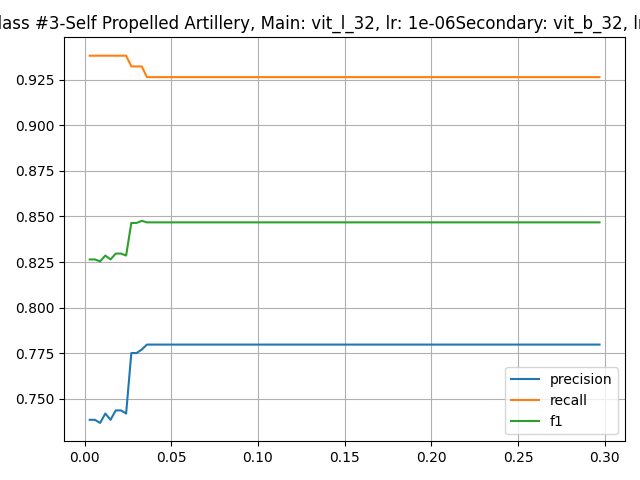 lass #3-Self Propelled Artillery, Main: vit_l_32, lr: 1e-06Secondary: vit_b_32, lr
0.925
0.900
0.875
0.850
0.825
0.800
0.775
0.750
precision
recall
f1
0.00 0.05 0.10 0.15 0.20 0.25 0.30